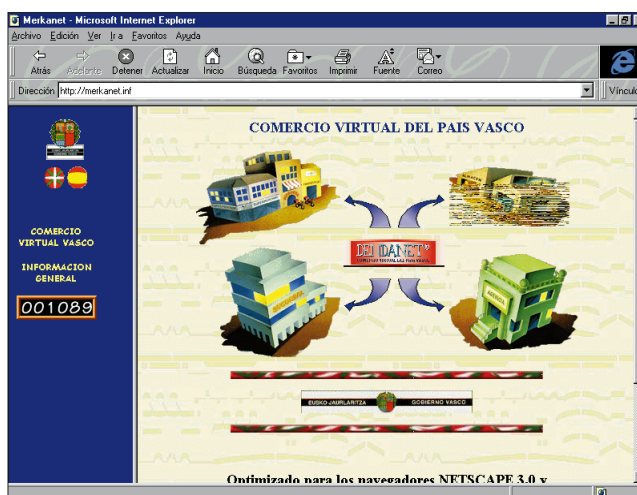 Merkanet - Microsoft Internet Explorer
Archivo Edición Ver Ir a Favoritos Ayuda
Atrás Adelante Detener Actualizar Inicio Búsqueda Favoritos Imprimir Fuente Correo
Dirección http://merkanet.inf Vínculo
COMERCIO VIRTUAL DEL PAIS VASCO
COMERCIO
VIRTUAL VASCO
INFORMACION
GENERAL
001089
EUSKO JAURLARITZA GOBIERNO VASCO
Optimizado para los navegadores NETSCAPE 3.0 y